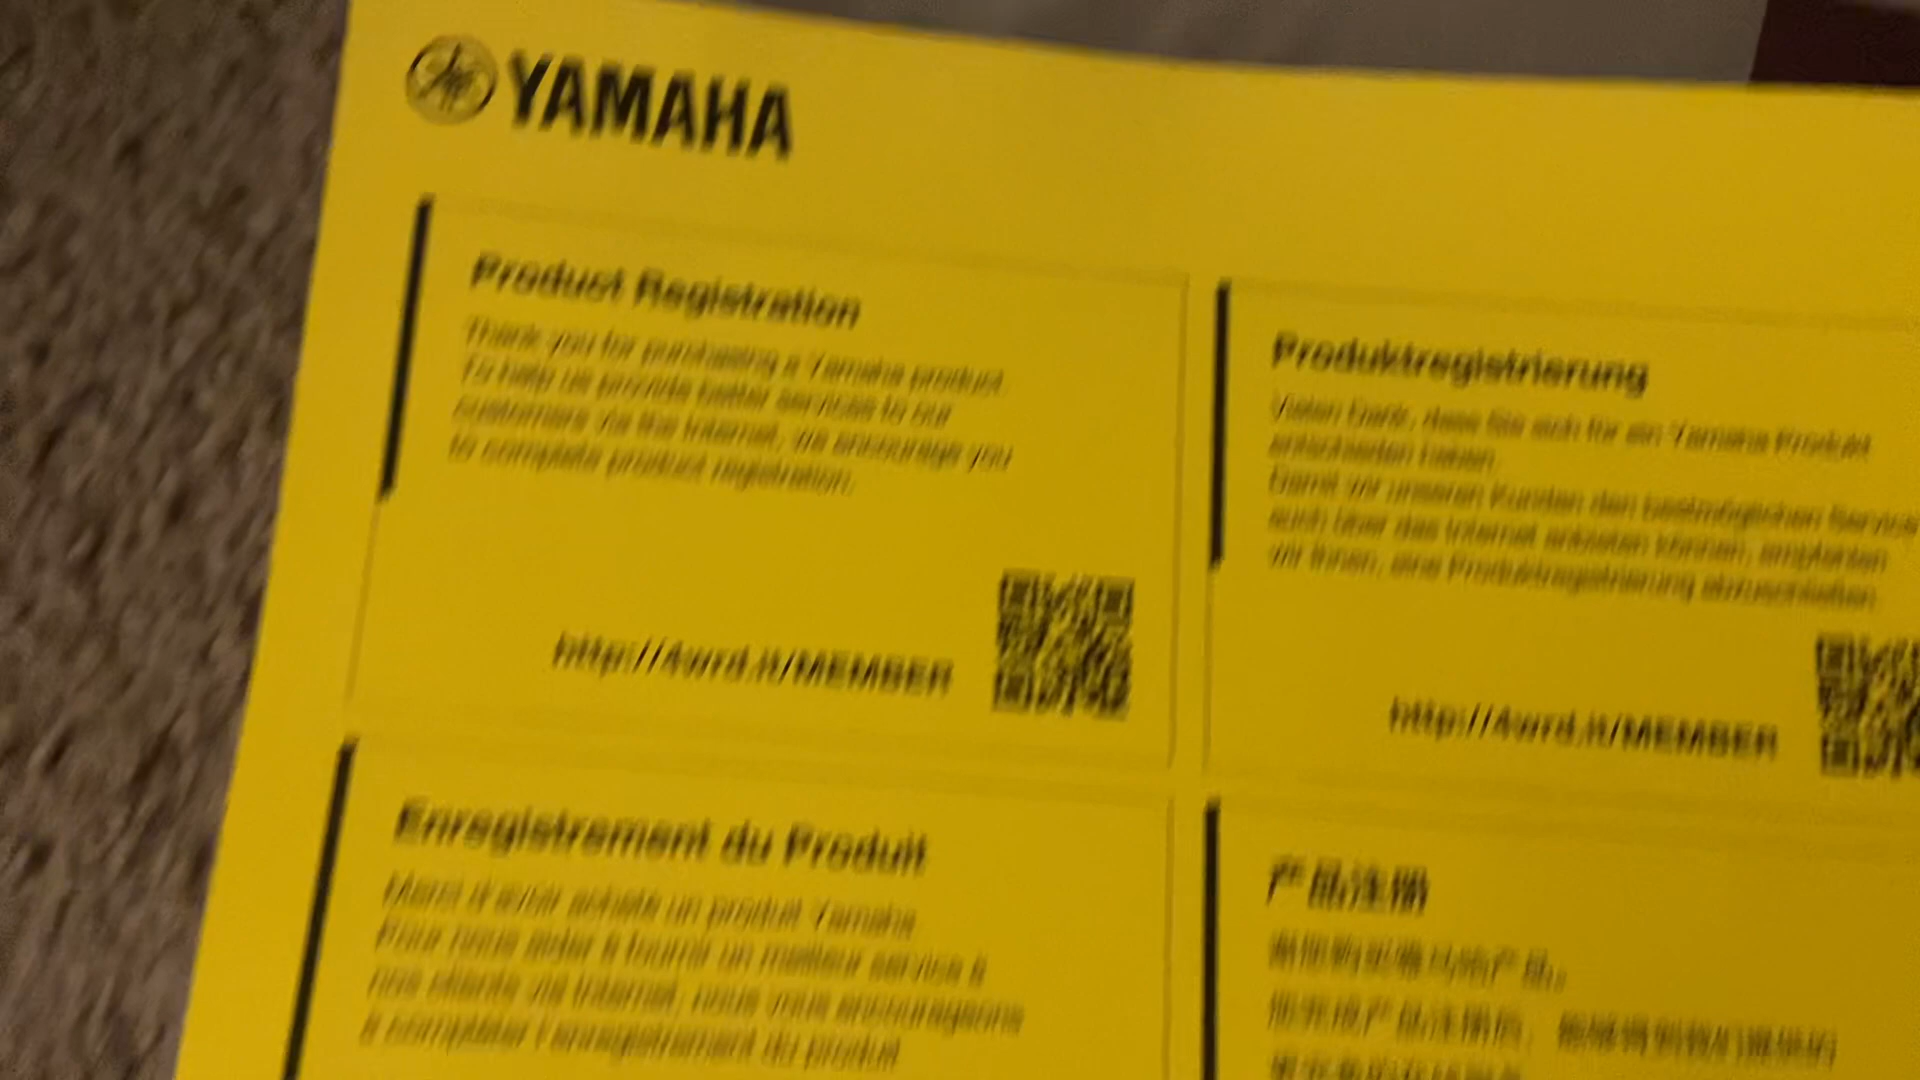 YAMAHA
Product Registration
Thank you for purchasing a Yamaha product.
To help us provide better services to our
customers via the Internet, we encourage you
to complete product registration.
http://4wrd.it/MEMBER
Produktregistrierung
Vielen Dank, dass Sie sich für ein Yamaha Produkt
entschieden haben.
Damit wir unseren Kunden den bestmöglichen Service
auch über das Internet anbieten können, empfehlen
wir Ihnen, eine Produktregistrierung abzuschließen.
http://4wrd.it/MEMBER
Enregistrement du Produit
Merci d'avoir acheté un produit Yamaha
Pour nous aider à fournir un meilleur service à
nos clients via Internet, nous vous encourageons
à compléter l'enregistrement du produit
产品注册